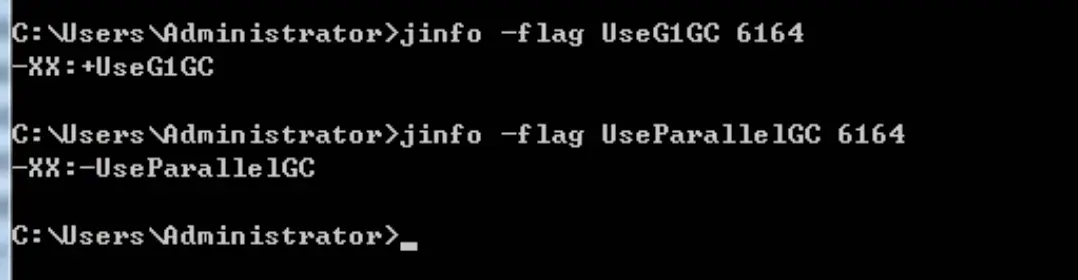 C:\Users\Administrator>jinfo -flag UseG1GC 6164
-XX:+UseG1GC
C:\Users\Administrator>jinfo -flag UseParallelGC 6164
-XX:-UseParallelGC
C:\Users\Administrator>_